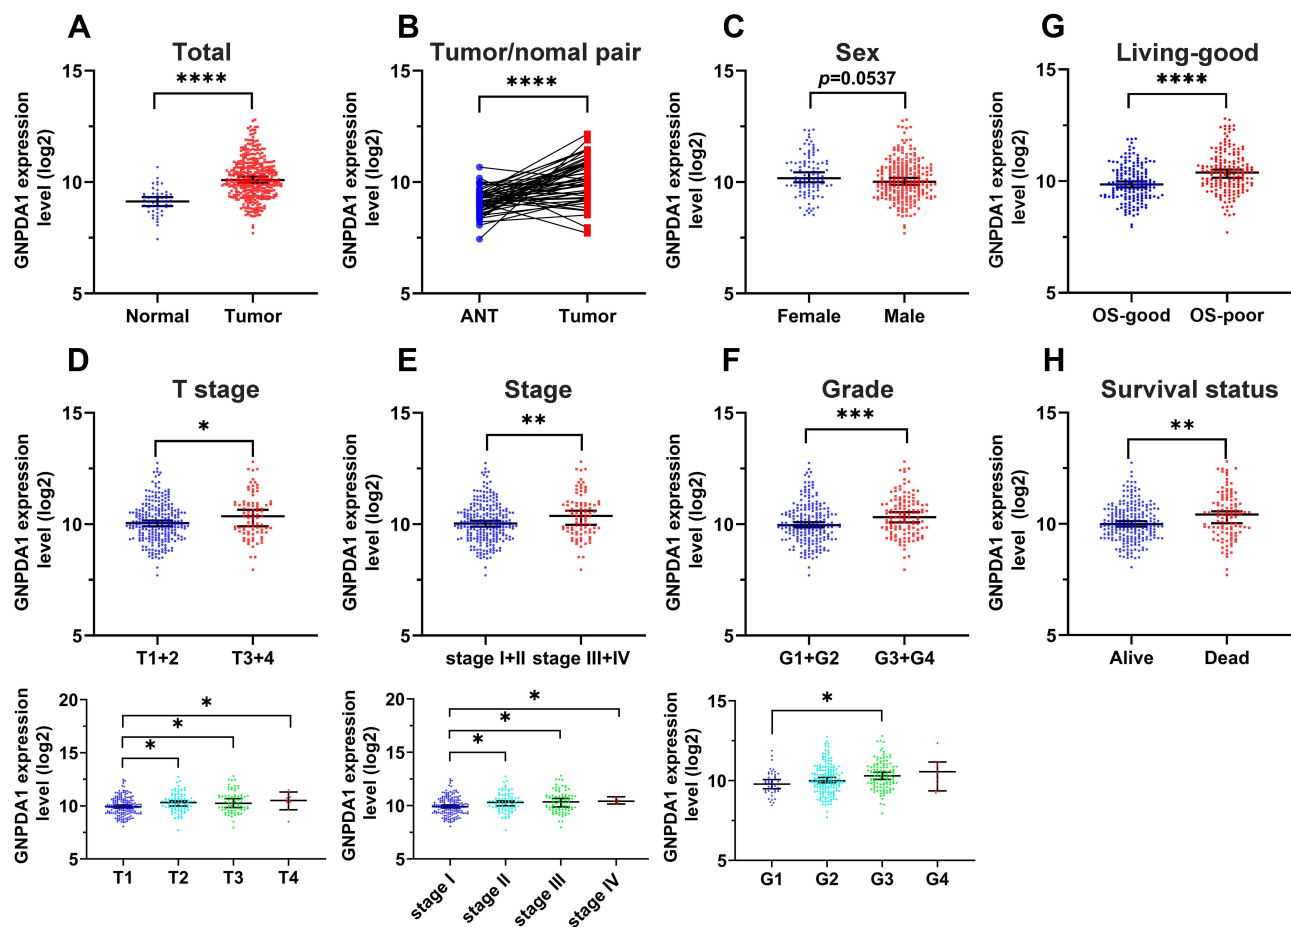 A
Total
GNPDA1 expression
level (log2)
15
10
5
****
Normal
Tumor
B
Tumor/nomal pair
GNPDA1 expression
level (log2)
15
10
5
****
ANT
Tumor
C
Sex
GNPDA1 expression
level (log2)
15
10
5
p=0.0537
Female
Male
G
Living-good
GNPDA1 expression
level (log2)
15
10
5
****
OS-good
OS-poor
D
T stage
GNPDA1 expression
level (log2)
15
10
5
*
T1+2
T3+4
E
Stage
GNPDA1 expression
level (log2)
15
10
5
**
stage I+II
stage III+IV
F
Grade
GNPDA1 expression
level (log2)
15
10
5
***
G1+G2
G3+G4
H
Survival status
GNPDA1 expression
level (log2)
15
10
5
**
Alive
Dead
GNPDA1 expression
level (log2)
20
15
10
5
*
*
*
T1
T2
T3
T4
GNPDA1 expression
level (log2)
20
15
10
5
*
*
*
stage I
stage II
stage III
stage IV
GNPDA1 expression
level (log2)
15
10
5
*
G1
G2
G3
G4